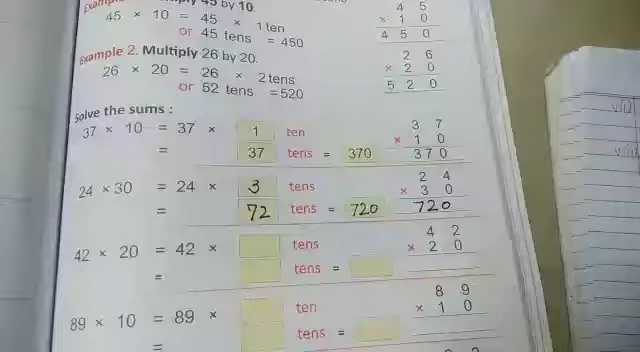 45 by 10.
45 × 10 = 45 × 1 ten
or 45 tens = 450
4 5
× 1 0
4 5 0
Example 2. Multiply 26 by 20.
26 × 20 = 26 × 2 tens
or 52 tens = 520
2 6
× 2 0
5 2 0
Solve the sums :
37 × 10 = 37 × 1 ten
= 37 tens = 370
3 7
× 1 0
3 7 0
24 × 30 = 24 × 3 tens
= 72 tens = 720
2 4
× 3 0
720
42 × 20 = 42 × tens
= tens =
4 2
× 2 0
89 × 10 = 89 × ten
= tens =
8 9
× 1 0